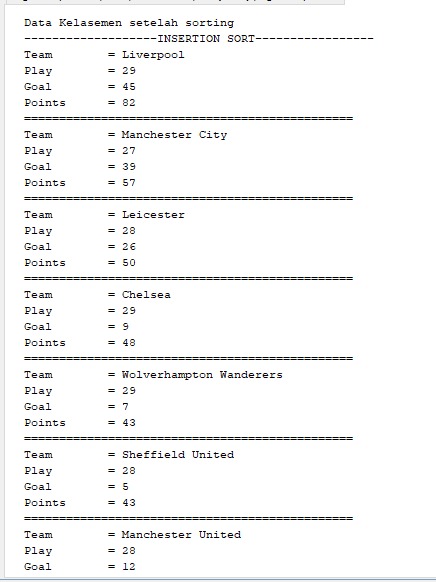 Data Kelasemen setelah sorting
-------------------INSERTION SORT-----------------
Team = Liverpool
Play = 29
Goal = 45
Points = 82
===============================================
Team = Manchester City
Play = 27
Goal = 39
Points = 57
===============================================
Team = Leicester
Play = 28
Goal = 26
Points = 50
===============================================
Team = Chelsea
Play = 29
Goal = 9
Points = 48
===============================================
Team = Wolverhampton Wanderers
Play = 29
Goal = 7
Points = 43
===============================================
Team = Sheffield United
Play = 28
Goal = 5
Points = 43
===============================================
Team = Manchester United
Play = 28
Goal = 12